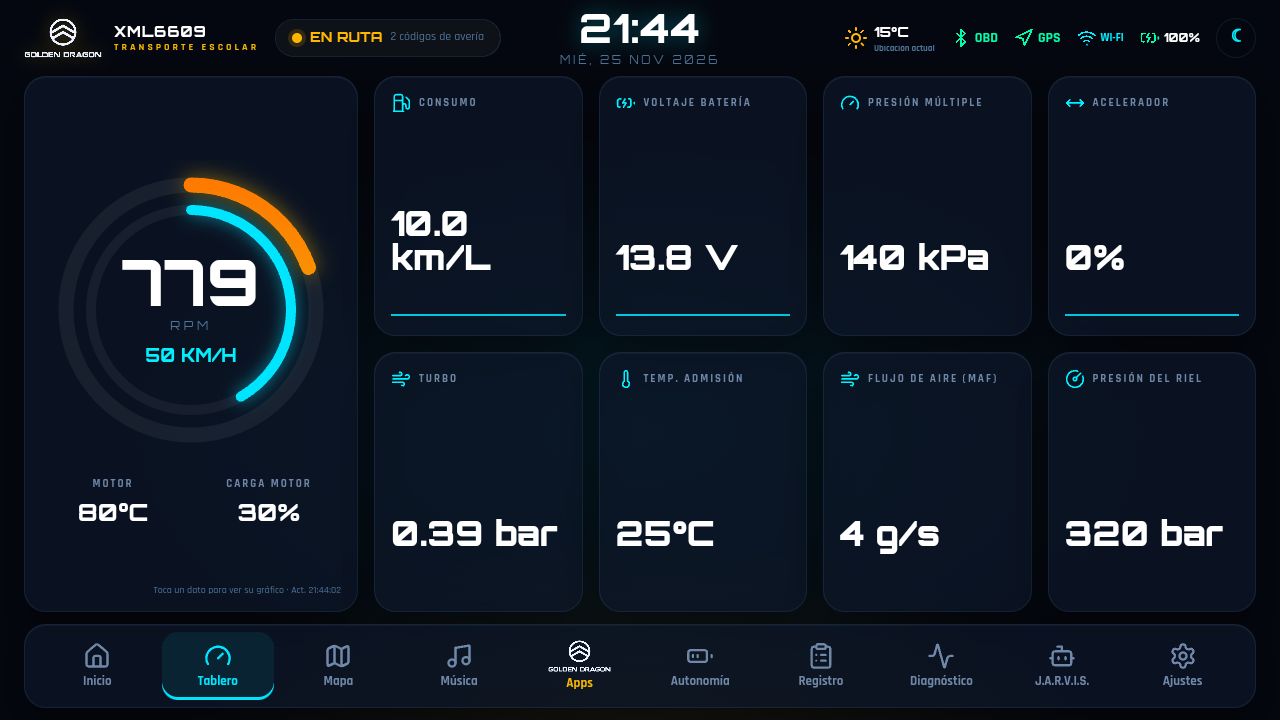 GOLDEN DRAGON
XML6609
TRANSPORTE ESCOLAR
EN RUTA 2 códigos de avería
21:44
MIÉ, 25 NOV 2026
15°C
Ubicacion actual
OBD
GPS
WI-FI
100%
779
RPM
50 KM/H
MOTOR
80°C
CARGA MOTOR
30%
Toca un dato para ver su gráfico · Act. 21:44:02
CONSUMO
10.0
km/L
VOLTAJE BATERÍA
13.8 V
PRESIÓN MÚLTIPLE
140 kPa
ACELERADOR
0%
TURBO
0.39 bar
TEMP. ADMISIÓN
25°C
FLUJO DE AIRE (MAF)
4 g/s
PRESIÓN DEL RIEL
320 bar
Inicio
Tablero
Mapa
Música
GOLDEN DRAGON
Apps
Autonomía
Registro
Diagnóstico
J.A.R.V.I.S.
Ajustes